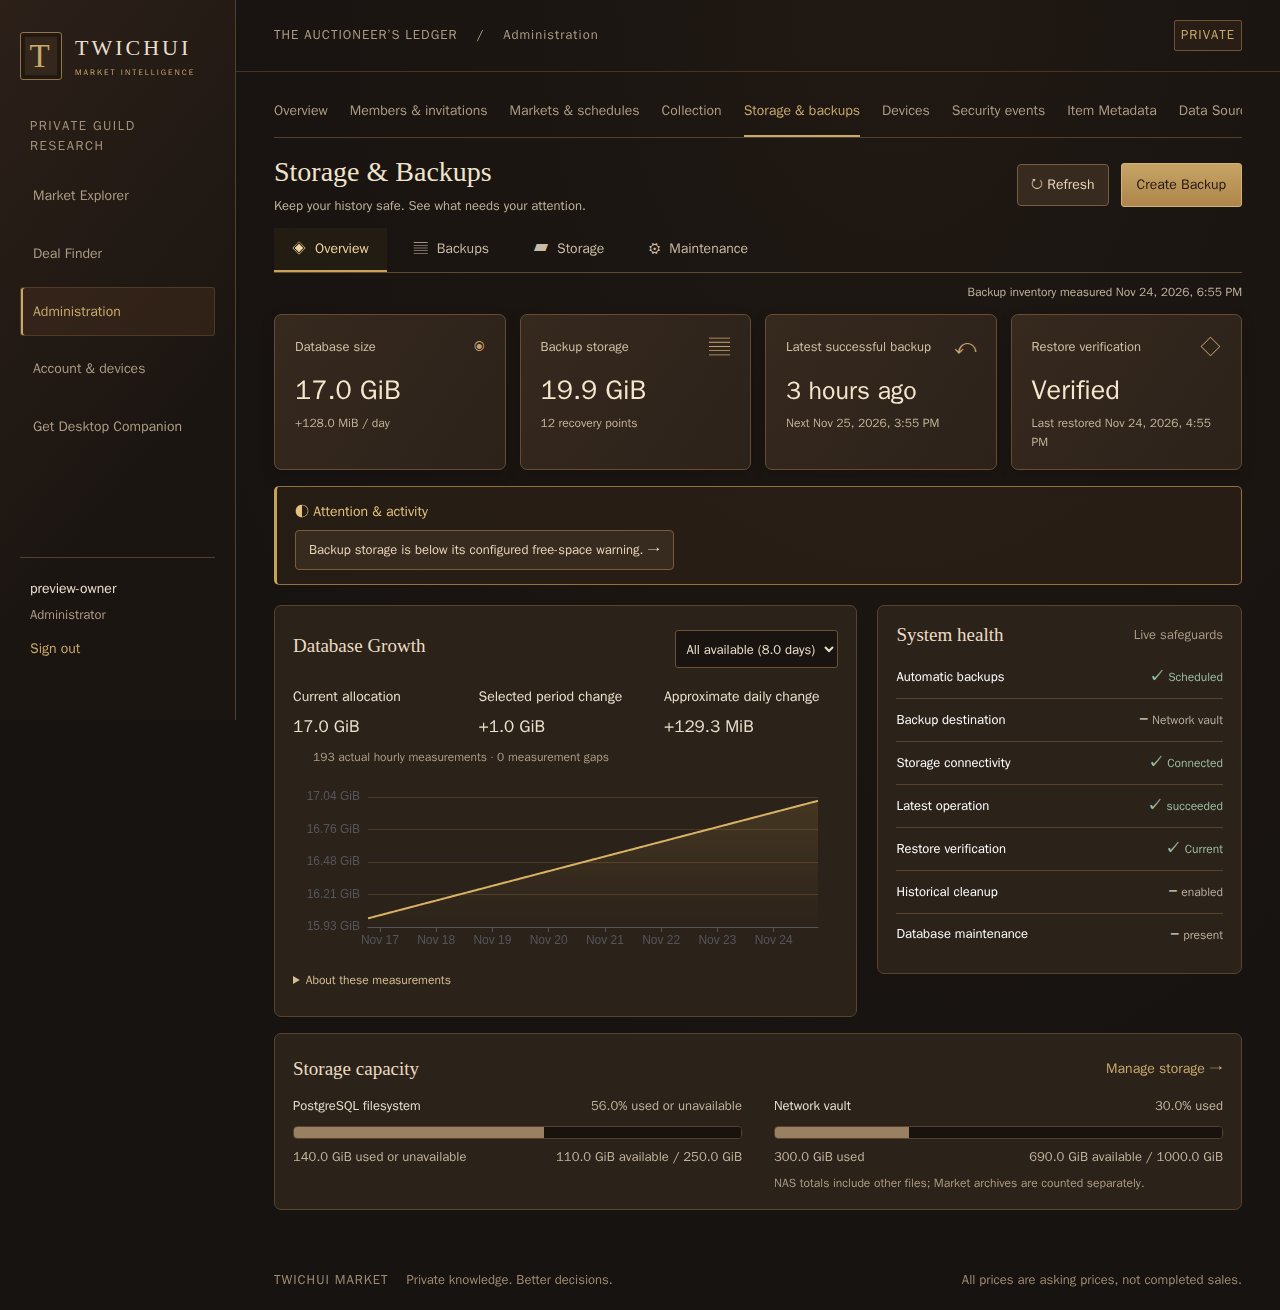 T TWICHUI
MARKET INTELLIGENCE
PRIVATE GUILD
RESEARCH
Market Explorer
Deal Finder
Administration
Account & devices
Get Desktop Companion
preview-owner
Administrator
Sign out
THE AUCTIONEER'S LEDGER / Administration
PRIVATE
Overview Members & invitations Markets & schedules Collection Storage & backups Devices Security events Item Metadata Data Sour
Storage & Backups
Keep your history safe. See what needs your attention.
↻ Refresh
Create Backup
◈ Overview
▤ Backups
▰ Storage
⚙ Maintenance
Backup inventory measured Nov 24, 2026, 6:55 PM
Database size
17.0 GiB
+128.0 MiB / day
Backup storage
19.9 GiB
12 recovery points
Latest successful backup
3 hours ago
Next Nov 25, 2026, 3:55 PM
Restore verification
Verified
Last restored Nov 24, 2026, 4:55
PM
◐ Attention & activity
Backup storage is below its configured free-space warning. →
Database Growth
All available (8.0 days)
Current allocation
17.0 GiB
Selected period change
+1.0 GiB
Approximate daily change
+129.3 MiB
193 actual hourly measurements · 0 measurement gaps
17.04 GiB
16.76 GiB
16.48 GiB
16.21 GiB
15.93 GiB
Nov 17 Nov 18 Nov 19 Nov 20 Nov 21 Nov 22 Nov 23 Nov 24
▶ About these measurements
System health
Live safeguards
Automatic backups ✓ Scheduled
Backup destination – Network vault
Storage connectivity ✓ Connected
Latest operation ✓ succeeded
Restore verification ✓ Current
Historical cleanup – enabled
Database maintenance – present
Storage capacity
Manage storage →
PostgreSQL filesystem 56.0% used or unavailable
140.0 GiB used or unavailable 110.0 GiB available / 250.0 GiB
Network vault 30.0% used
300.0 GiB used 690.0 GiB available / 1000.0 GiB
NAS totals include other files; Market archives are counted separately.
TWICHUI MARKET Private knowledge. Better decisions.
All prices are asking prices, not completed sales.